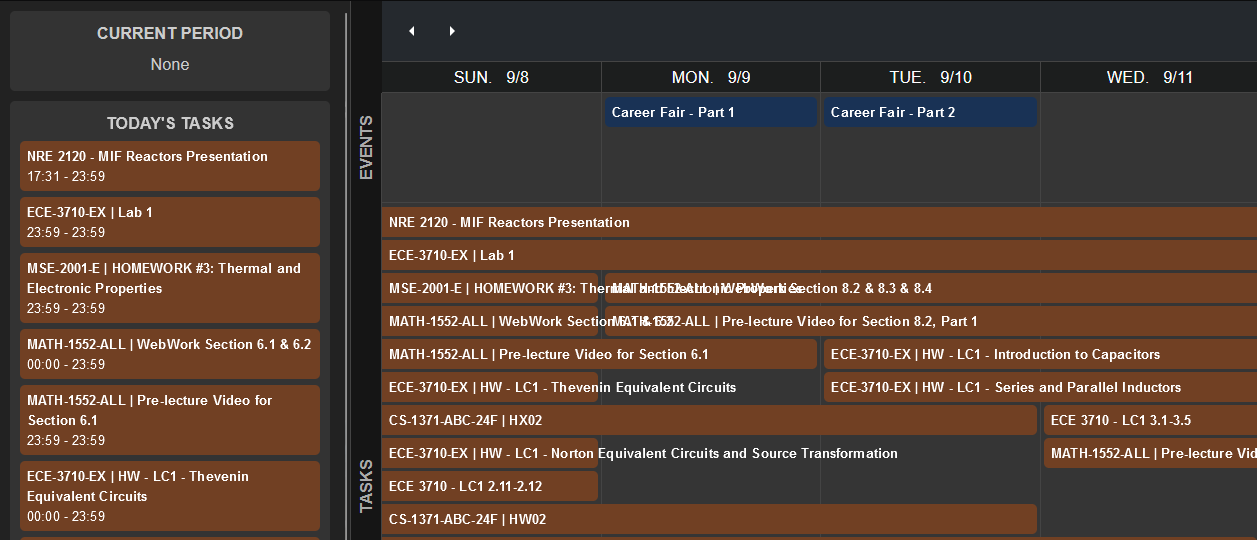 CURRENT PERIOD
None
TODAY'S TASKS
NRE 2120 - MIF Reactors Presentation
17:31 - 23:59
ECE-3710-EX | Lab 1
23:59 - 23:59
MSE-2001-E | HOMEWORK #3: Thermal and
Electronic Properties
23:59 - 23:59
MATH-1552-ALL | WebWork Section 6.1 & 6.2
00:00 - 23:59
MATH-1552-ALL | Pre-lecture Video for
Section 6.1
23:59 - 23:59
ECE-3710-EX | HW - LC1 - Thevenin
Equivalent Circuits
00:00 - 23:59
EVENTS
TASKS
SUN. 9/8
MON. 9/9
TUE. 9/10
WED. 9/11
Career Fair - Part 1
Career Fair - Part 2
NRE 2120 - MIF Reactors Presentation
ECE-3710-EX | Lab 1
MSE-2001-E | HOMEWORK #3: Thermal and Electronic Properties
MATH-1552-ALL | WebWork Section 8.2 & 8.3 & 8.4
MATH-1552-ALL | WebWork Section 6.1 & 6.2
MATH-1552-ALL | Pre-lecture Video for Section 8.2, Part 1
MATH-1552-ALL | Pre-lecture Video for Section 6.1
ECE-3710-EX | HW - LC1 - Introduction to Capacitors
ECE-3710-EX | HW - LC1 - Thevenin Equivalent Circuits
ECE-3710-EX | HW - LC1 - Series and Parallel Inductors
CS-1371-ABC-24F | HX02
ECE 3710 - LC1 3.1-3.5
ECE-3710-EX | HW - LC1 - Norton Equivalent Circuits and Source Transformation
MATH-1552-ALL | Pre-lecture Vid
ECE 3710 - LC1 2.11-2.12
CS-1371-ABC-24F | HW02